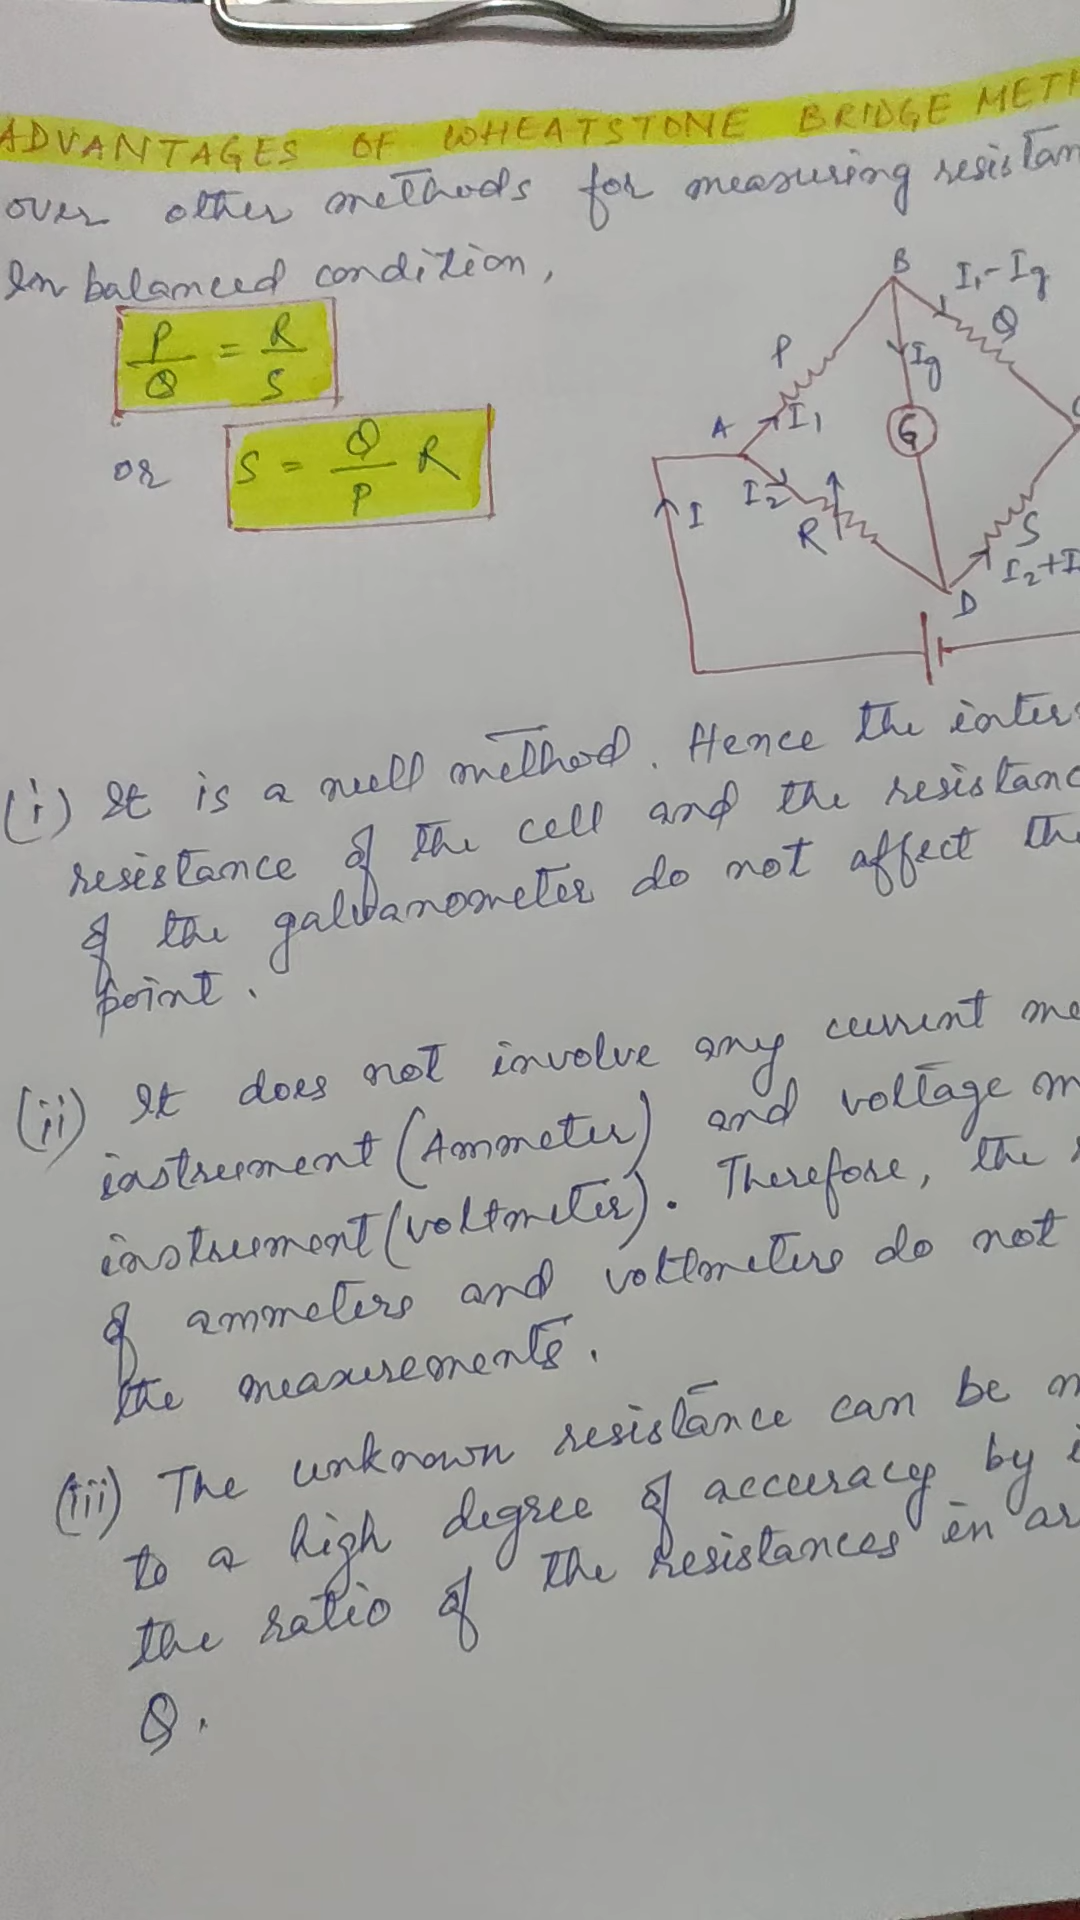 ADVANTAGES OF WHEATSTONE BRIDGE METH
over other methods for measuring resistan
In balanced condition,
P/Q = R/S
or S = Q/P R
B
I1-Ig
Q
P
Ig
A
I1
G
C
I2
I
R
S
I2+I
D
(i) It is a null method. Hence the inter
resistance of the cell and the resistanc
of the galvanometer do not affect the
point.
(ii) It does not involve any current me
instrument (Ammeter) and voltage m
instrument (voltmeter). Therefore, the r
of ammeters and voltmeters do not
the measurements.
(iii) The unknown resistance can be m
to a high degree of accuracy by i
the ratio of the resistances in ar
Q.